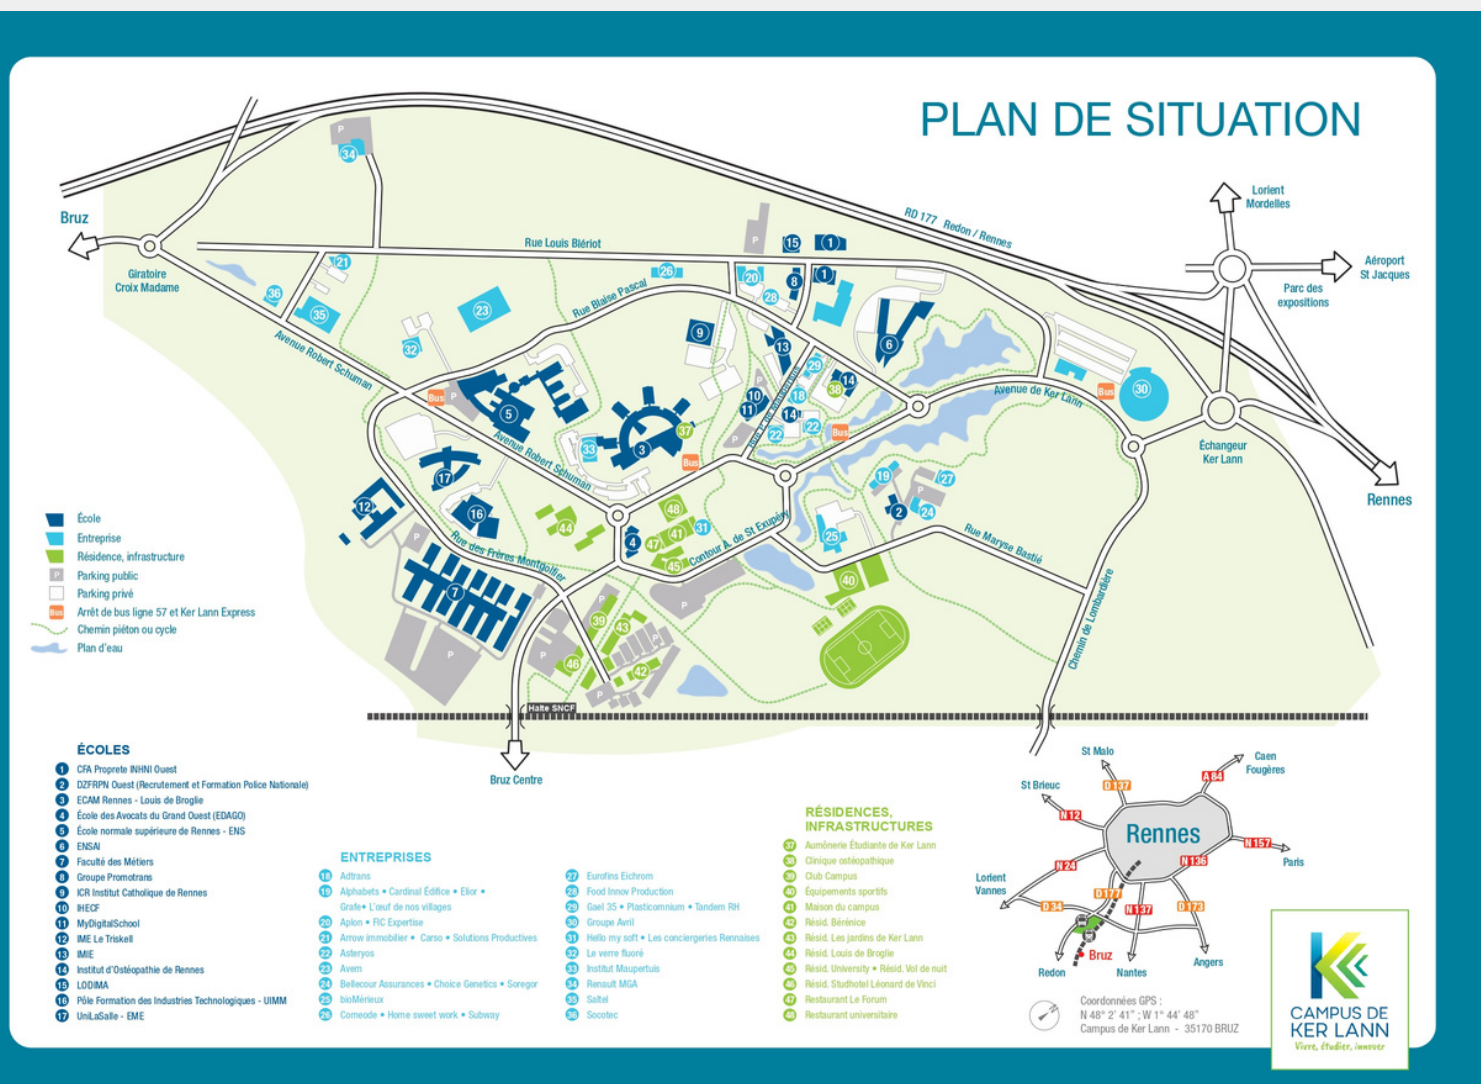 PLAN DE SITUATION
Lorient
Mordelles
RD 177 Redon / Rennes
Bruz
Rue Louis Blériot
Aéroport
St Jacques
Giratoire
Croix Madame
Parc des
expositions
Rue Blaise Pascal
Avenue Robert Schuman
Avenue de Ker Lann
Avenue Robert Schuman
Échangeur
Ker Lann
Rennes
Contour A. de St Exupéry
Rue Maryse Bastié
Rue des Frères Montgolfier
Chemin de Lombardière
Halte SNCF
Bruz Centre
École
Entreprise
Résidence, infrastructure
P Parking public
Parking privé
Bus Arrêt de bus ligne 57 et Ker Lann Express
Chemin piéton ou cycle
Plan d'eau
ÉCOLES
1 CFA Proprete INHNI Ouest
2 DZFRPN Ouest (Recrutement et Formation Police Nationale)
3 ECAM Rennes - Louis de Broglie
4 École des Avocats du Grand Ouest (EDAGO)
5 École normale supérieure de Rennes - ENS
6 ENSAI
7 Faculté des Métiers
8 Groupe Promotrans
9 ICR Institut Catholique de Rennes
10 IHECF
11 MyDigitalSchool
12 IME Le Triskell
13 IMIE
14 Institut d'Ostéopathie de Rennes
15 LODIMA
16 Pôle Formation des Industries Technologiques - UIMM
17 UniLaSalle - EME
ENTREPRISES
18 Adtrans
19 Alphabets • Cardinal Édifice • Elior •
Grafe• L'œuf de nos villages
20 Aplon • FIC Expertise
21 Arrow immobilier • Carso • Solutions Productives
22 Asteryos
23 Avem
24 Bellecour Assurances • Choice Genetics • Soregor
25 bioMérieux
26 Comeode • Home sweet work • Subway
27 Eurofins Eichrom
28 Food Innov Production
29 Gael 35 • Plasticomnium • Tandem RH
30 Groupe Avril
31 Hello my soft • Les conciergeries Rennaises
32 Le verre fluoré
33 Institut Maupertuis
34 Renault MGA
35 Saltel
36 Socotec
RÉSIDENCES,
INFRASTRUCTURES
37 Aumônerie Étudiante de Ker Lann
38 Clinique ostéopathique
39 Club Campus
40 Équipements sportifs
41 Maison du campus
42 Résid. Bérénice
43 Résid. Les jardins de Ker Lann
44 Résid. Louis de Broglie
45 Résid. University • Résid. Vol de nuit
46 Résid. Studhotel Léonard de Vinci
47 Restaurant Le Forum
48 Restaurant universitaire
St Malo
Caen
Fougères
St Brieuc
D 137
A 84
N 12
Rennes
N 157
Paris
N 24
N 136
Lorient
Vannes
D 177
D 34
N 137
D 173
Bruz
Redon
Nantes
Angers
Coordonnées GPS :
N 48° 2' 41" ; W 1° 44' 48"
Campus de Ker Lann - 35170 BRUZ
CAMPUS DE
KER LANN
Vivre, étudier, innover